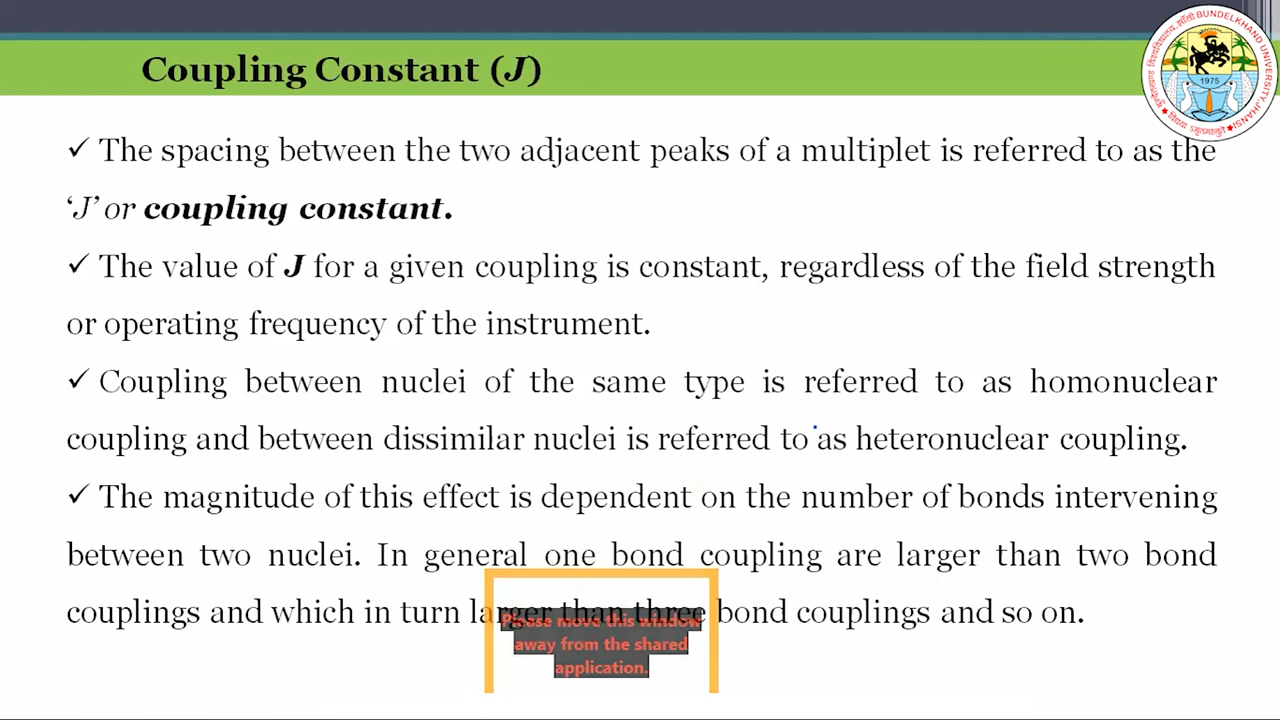 Coupling Constant (J)
BUNDELKHAND UNIVERSITY, JHANSI
1975
✓ The spacing between the two adjacent peaks of a multiplet is referred to as the
‘J’ or coupling constant.
✓ The value of J for a given coupling is constant, regardless of the field strength
or operating frequency of the instrument.
✓ Coupling between nuclei of the same type is referred to as homonuclear
coupling and between dissimilar nuclei is referred to as heteronuclear coupling.
✓ The magnitude of this effect is dependent on the number of bonds intervening
between two nuclei. In general one bond coupling are larger than two bond
couplings and which in turn larger than three bond couplings and so on.
Please move this window
away from the shared
application.